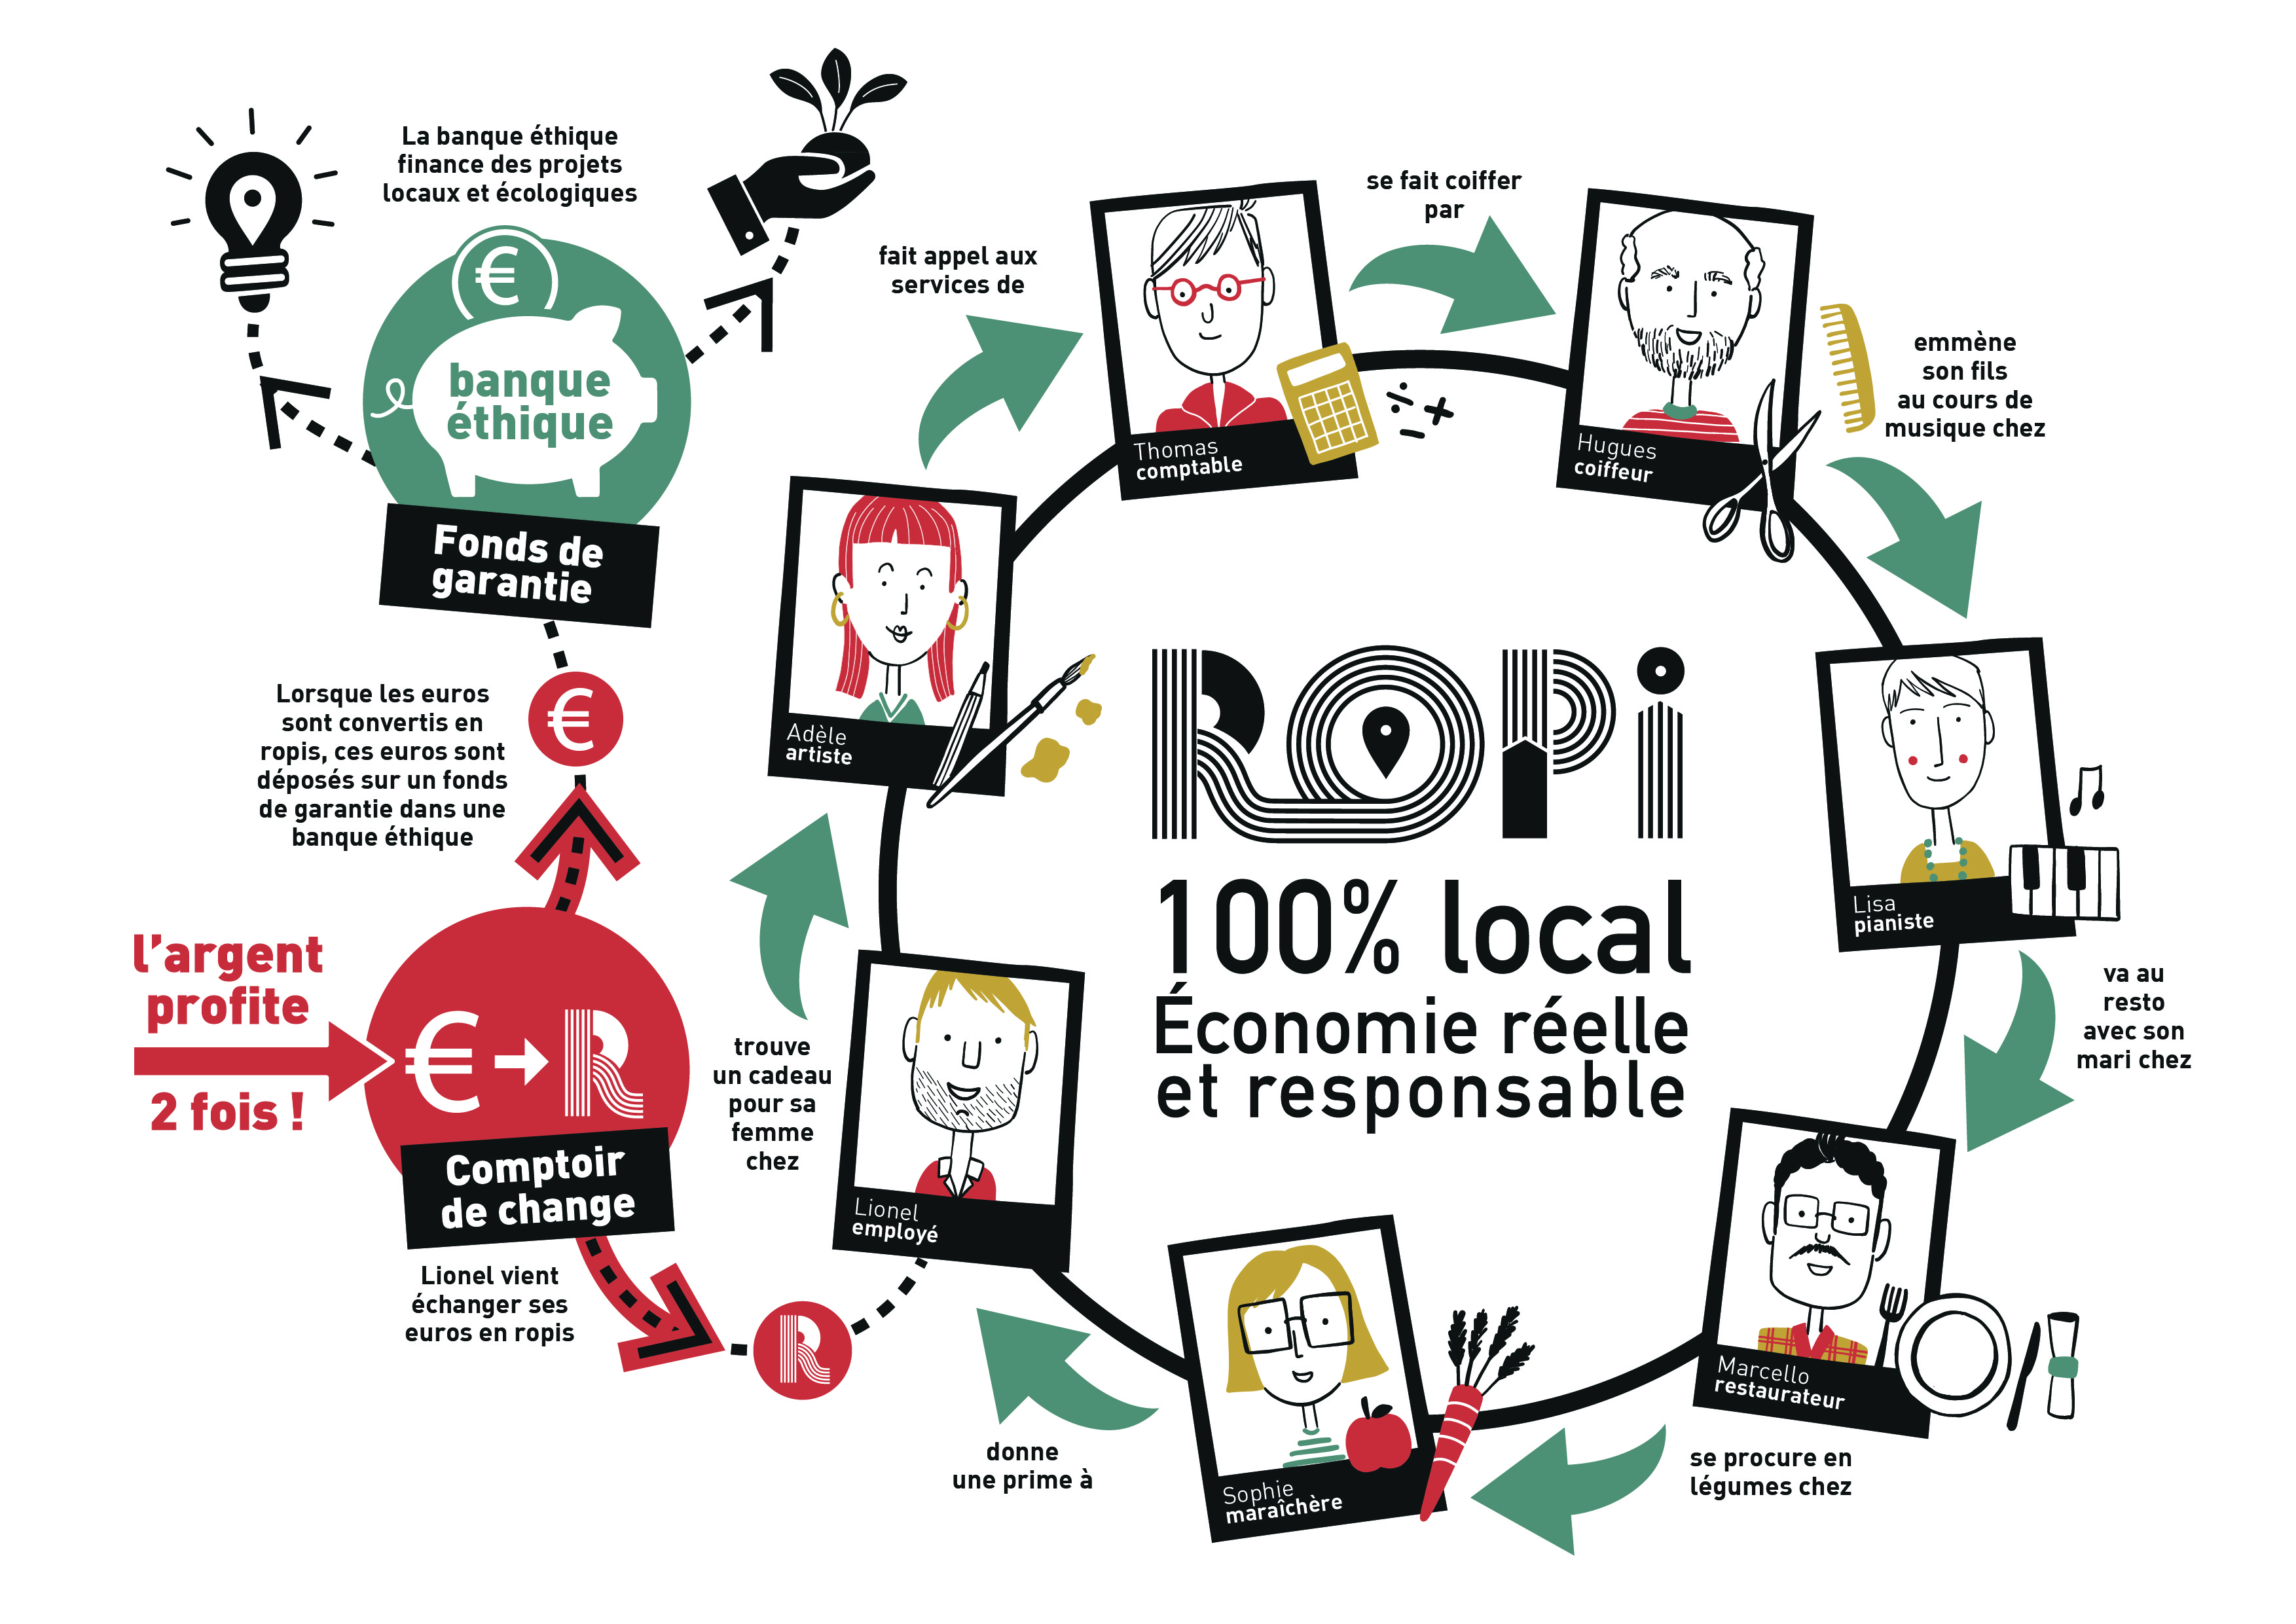 La banque éthique
finance des projets
locaux et écologiques
€
banque
éthique
Fonds de
garantie
€
Lorsque les euros
sont convertis en
ropis, ces euros sont
déposés sur un fonds
de garantie dans une
banque éthique
l'argent
profite
2 fois !
€ R
Comptoir
de change
Lionel vient
échanger ses
euros en ropis
R
Lionel
employé
trouve
un cadeau
pour sa
femme
chez
Adèle
artiste
fait appel aux
services de
Thomas
comptable
÷ +
−
se fait coiffer
par
Hugues
coiffeur
emmène
son fils
au cours de
musique chez
Lisa
pianiste
va au
resto
avec son
mari chez
Marcello
restaurateur
se procure en
légumes chez
Sophie
maraîchère
donne
une prime à
ROPi
100% local
Économie réelle
et responsable